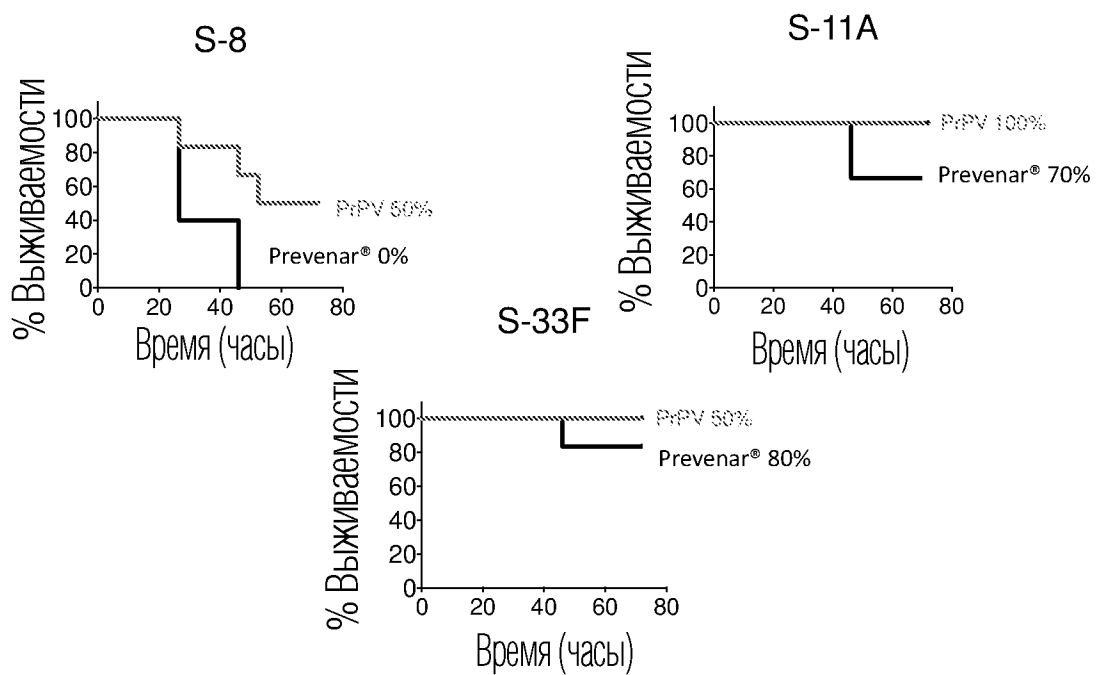 S-8
% Выживаемости
100
80
60
40
20
0
0 20 40 60 80
Время (часы)
PrPV 50%
Prevenar® 0%
S-11A
% Выживаемости
100
80
60
40
20
0
0 20 40 60 80
Время (часы)
PrPV 100%
Prevenar® 70%
S-33F
% Выживаемости
100
80
60
40
20
0
0 20 40 60 80
Время (часы)
PrPV
Prevenar® 80%